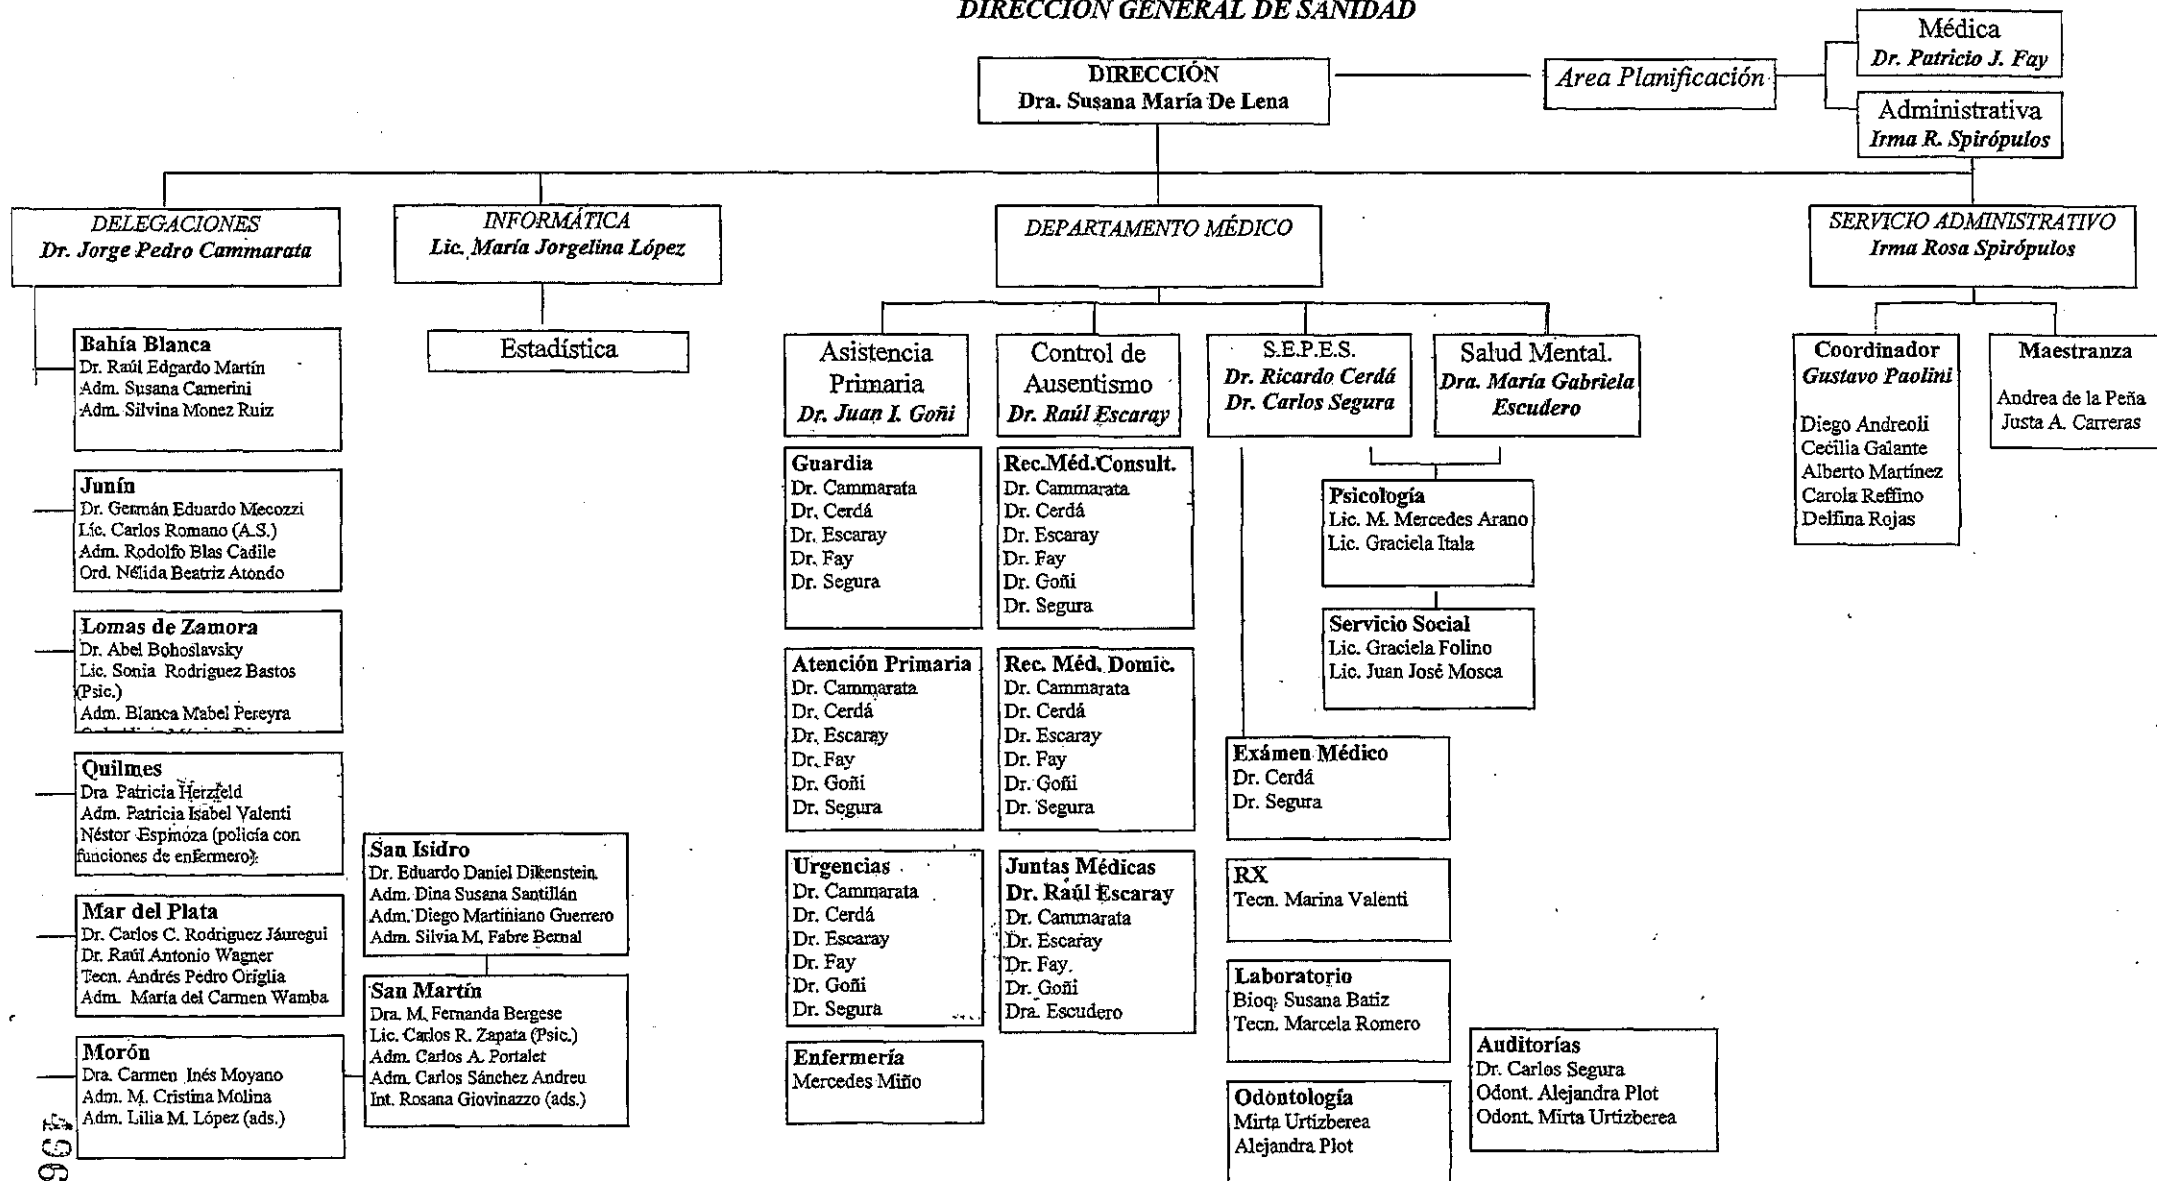 DIRECCIÓN GENERAL DE SANIDAD
DIRECCIÓN
Dra. Susana María De Lena
Area Planificación
Médica
Dr. Patricio J. Fay
Administrativa
Irma R. Spirópulos
DELEGACIONES
Dr. Jorge Pedro Cammarata
INFORMÁTICA
Lic. María Jorgelina López
DEPARTAMENTO MÉDICO
SERVICIO ADMINISTRATIVO
Irma Rosa Spirópulos
Bahía Blanca
Dr. Raúl Edgardo Martín
Adm. Susana Camerini
Adm. Silvina Monez Ruiz
Junín
Dr. Germán Eduardo Mecozzi
Lic. Carlos Romano (A.S.)
Adm. Rodolfo Blas Cadile
Ord. Nélida Beatriz Atondo
Lomas de Zamora
Dr. Abel Bohoslavsky
Lic. Sonia Rodriguez Bastos
(Psic.)
Adm. Blanca Mabel Pereyra
Quilmes
Dra Patricia Herzfeld
Adm. Patricia Isabel Valenti
Néstor Espinoza (policía con
funciones de enfermero)
Mar del Plata
Dr. Carlos C. Rodriguez Jáuregui
Dr. Raúl Antonio Wagner
Tecn. Andrés Pedro Origlia
Adm. María del Carmen Wamba
Morón
Dra. Carmen Inés Moyano
Adm. M. Cristina Molina
Adm. Lilia M. López (ads.)
San Isidro
Dr. Eduardo Daniel Dikenstein
Adm. Dina Susana Santillán
Adm. Diego Martiniano Guerrero
Adm. Silvia M. Fabre Bernal
San Martín
Dra. M. Fernanda Bergese
Lic. Carlos R. Zapata (Psic.)
Adm. Carlos A. Portalet
Adm. Carlos Sánchez Andreu
Int. Rosana Giovinazzo (ads.)
Estadística
Asistencia
Primaria
Dr. Juan I. Goñi
Guardia
Dr. Cammarata
Dr. Cerdá
Dr. Escaray
Dr. Fay
Dr. Segura
Atención Primaria
Dr. Cammarata
Dr. Cerdá
Dr. Escaray
Dr. Fay
Dr. Goñi
Dr. Segura
Urgencias
Dr. Cammarata
Dr. Cerdá
Dr. Escaray
Dr. Fay
Dr. Goñi
Dr. Segura
Enfermería
Mercedes Miño
Control de
Ausentismo
Dr. Raúl Escaray
Rec.Méd.Consult.
Dr. Cammarata
Dr. Cerdá
Dr. Escaray
Dr. Fay
Dr. Goñi
Dr. Segura
Rec. Méd. Domic.
Dr. Cammarata
Dr. Cerdá
Dr. Escaray
Dr. Fay
Dr. Goñi
Dr. Segura
Juntas Médicas
Dr. Raúl Escaray
Dr. Cammarata
Dr. Escaray
Dr. Fay.
Dr. Goñi
Dra. Escudero
S.E.P.E.S.
Dr. Ricardo Cerdá
Dr. Carlos Segura
Salud Mental.
Dra. María Gabriela
Escudero
Psicología
Lic. M. Mercedes Arano
Lic. Graciela Itala
Servicio Social
Lic. Graciela Folino
Lic. Juan José Mosca
Exámen Médico
Dr. Cerdá
Dr. Segura
RX
Tecn. Marina Valenti
Laboratorio
Bioq. Susana Batiz
Tecn. Marcela Romero
Odontología
Mirta Urtizberea
Alejandra Plot
Auditorías
Dr. Carlos Segura
Odont. Alejandra Plot
Odont. Mirta Urtizberea
Coordinador
Gustavo Paolini
Diego Andreoli
Cecilia Galante
Alberto Martínez
Carola Reffino
Delfina Rojas
Maestranza
Andrea de la Peña
Justa A. Carreras